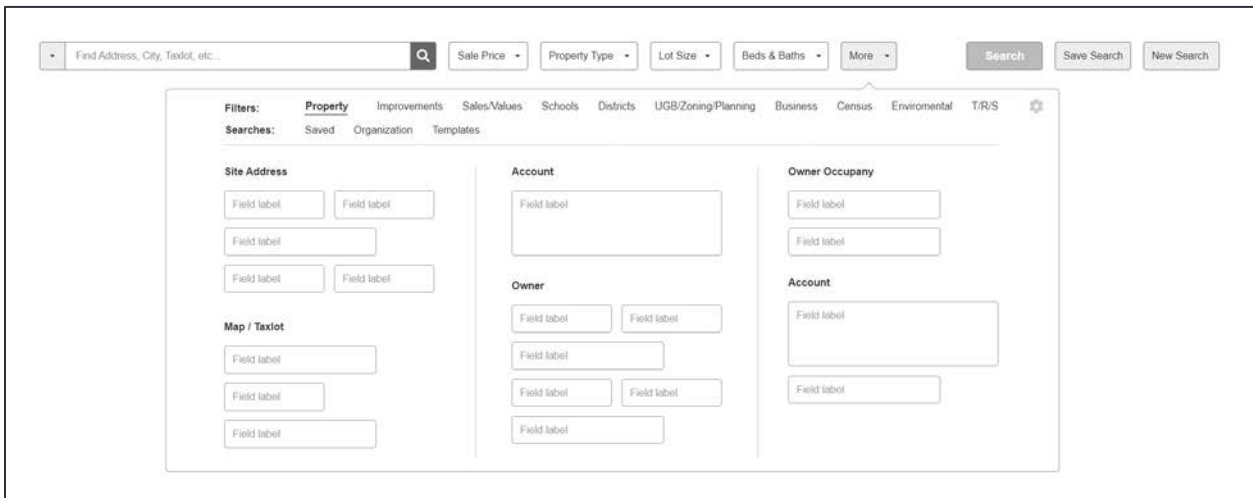 Find Address, City, Taxlot, etc... Sale Price Property Type Lot Size Beds & Baths More Search Save Search New Search
Filters: Property Improvements Sales/Values Schools Districts UGB/Zoning/Planning Business Census Enviromental T/R/S
Searches: Saved Organization Templates
Site Address
Field label Field label
Field label
Field label Field label
Map / Taxlot
Field label
Field label
Field label
Account
Field label
Owner
Field label Field label
Field label
Field label Field label
Field label
Owner Occupany
Field label
Field label
Account
Field label
Field label